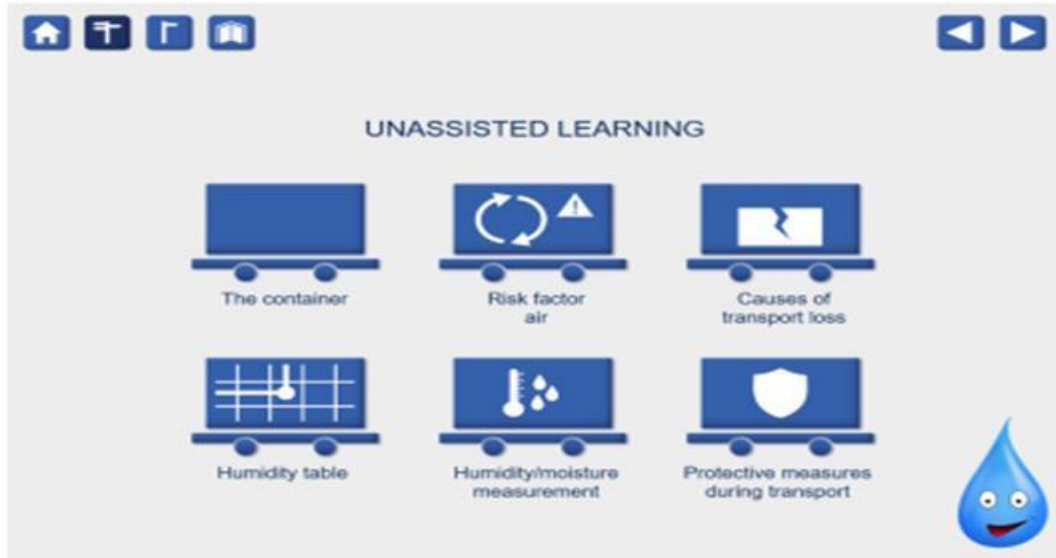 UNASSISTED LEARNING
The container
Risk factor
air
Causes of
transport loss
Humidity table
Humidity/moisture
measurement
Protective measures
during transport